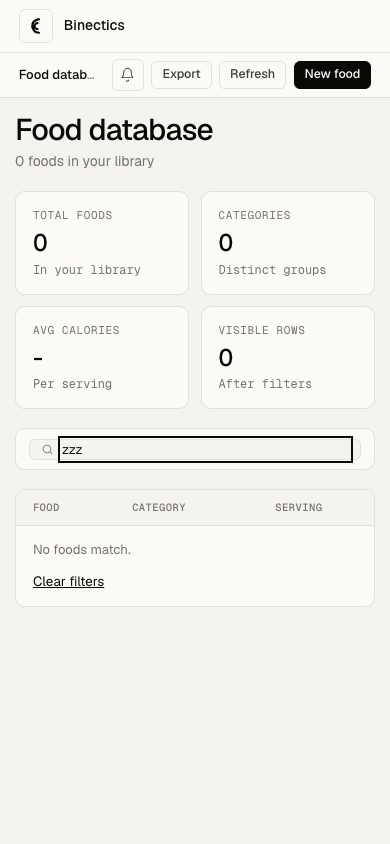 Binectics
Food datab…
Export
Refresh
New food
Food database
0 foods in your library
TOTAL FOODS
0
In your library
CATEGORIES
0
Distinct groups
AVG CALORIES
-
Per serving
VISIBLE ROWS
0
After filters
zzz
FOOD CATEGORY SERVING
No foods match.
Clear filters